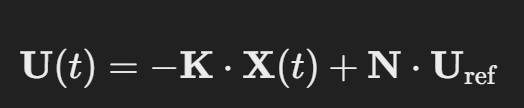 U(t) = −K · X(t) + N · U_ref